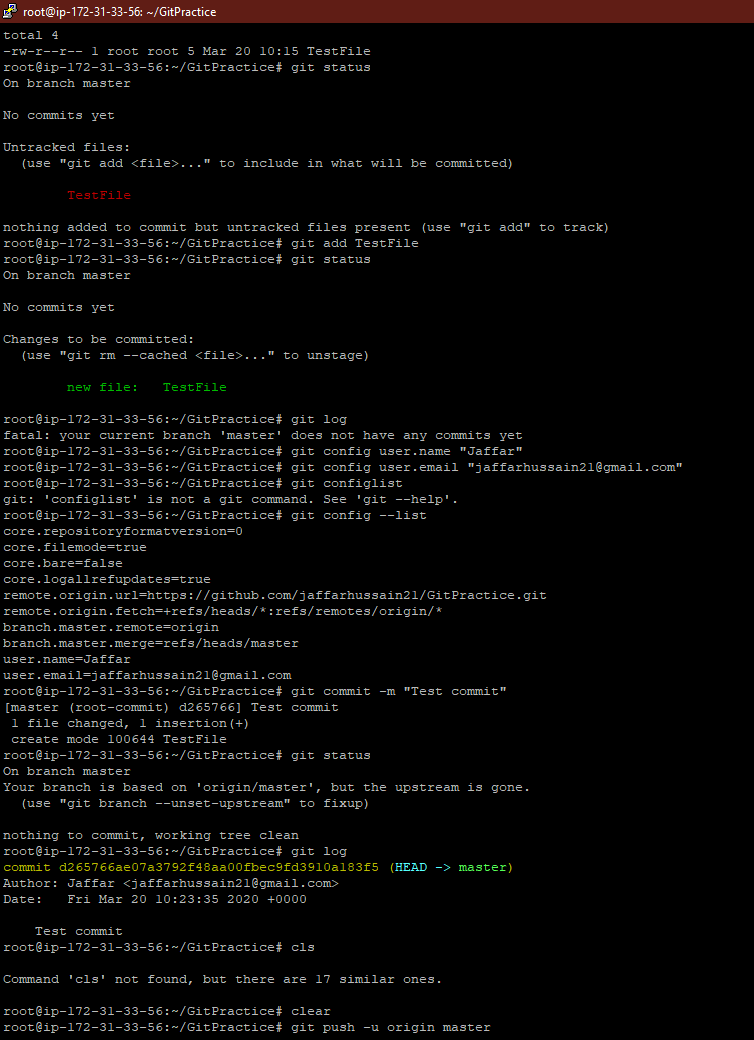 root@ip-172-31-33-56: ~/GitPractice
total 4
-rw-r--r-- 1 root root 5 Mar 20 10:15 TestFile
root@ip-172-31-33-56:~/GitPractice# git status
On branch master
No commits yet
Untracked files:
  (use "git add <file>..." to include in what will be committed)
        TestFile
nothing added to commit but untracked files present (use "git add" to track)
root@ip-172-31-33-56:~/GitPractice# git add TestFile
root@ip-172-31-33-56:~/GitPractice# git status
On branch master
No commits yet
Changes to be committed:
  (use "git rm --cached <file>..." to unstage)
        new file:   TestFile
root@ip-172-31-33-56:~/GitPractice# git log
fatal: your current branch 'master' does not have any commits yet
root@ip-172-31-33-56:~/GitPractice# git config user.name "Jaffar"
root@ip-172-31-33-56:~/GitPractice# git config user.email "jaffarhussain21@gmail.com"
root@ip-172-31-33-56:~/GitPractice# git configlist
git: 'configlist' is not a git command. See 'git --help'.
root@ip-172-31-33-56:~/GitPractice# git config --list
core.repositoryformatversion=0
core.filemode=true
core.bare=false
core.logallrefupdates=true
remote.origin.url=https://github.com/jaffarhussain21/GitPractice.git
remote.origin.fetch=+refs/heads/*:refs/remotes/origin/*
branch.master.remote=origin
branch.master.merge=refs/heads/master
user.name=Jaffar
user.email=jaffarhussain21@gmail.com
root@ip-172-31-33-56:~/GitPractice# git commit -m "Test commit"
[master (root-commit) d265766] Test commit
 1 file changed, 1 insertion(+)
 create mode 100644 TestFile
root@ip-172-31-33-56:~/GitPractice# git status
On branch master
Your branch is based on 'origin/master', but the upstream is gone.
  (use "git branch --unset-upstream" to fixup)
nothing to commit, working tree clean
root@ip-172-31-33-56:~/GitPractice# git log
commit d265766ae07a3792f48aa00fbec9fd3910a183f5 (HEAD -> master)
Author: Jaffar <jaffarhussain21@gmail.com>
Date:   Fri Mar 20 10:23:35 2020 +0000
    Test commit
root@ip-172-31-33-56:~/GitPractice# cls
Command 'cls' not found, but there are 17 similar ones.
root@ip-172-31-33-56:~/GitPractice# clear
root@ip-172-31-33-56:~/GitPractice# git push -u origin master